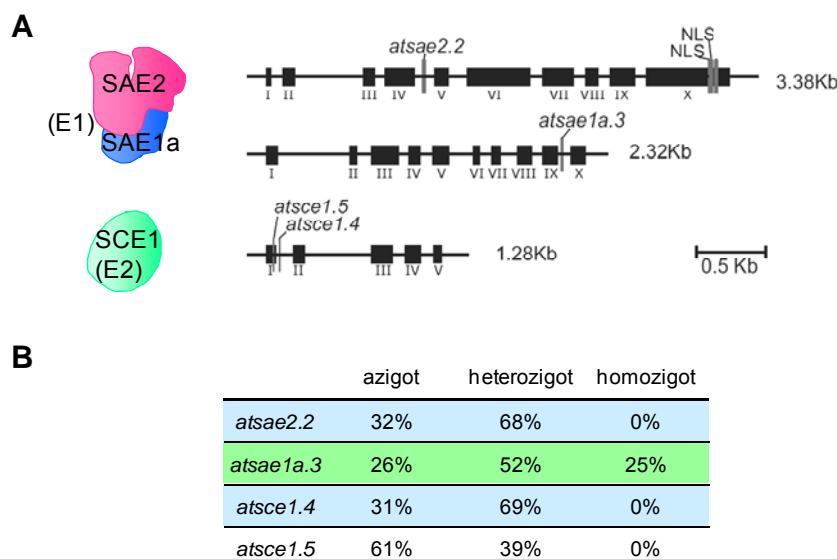 A
SAE2
(E1)
SAE1a
atsae2.2
NLS
NLS
I II III IV V VI VII VIII IX X
3.38Kb
atsae1a.3
I II III IV V VI VII VIII IX X
2.32Kb
SCE1
(E2)
atsce1.5
atsce1.4
I II III IV V
1.28Kb
0.5 Kb
B
azigot heterozigot homozigot
atsae2.2 32% 68% 0%
atsae1a.3 26% 52% 25%
atsce1.4 31% 69% 0%
atsce1.5 61% 39% 0%